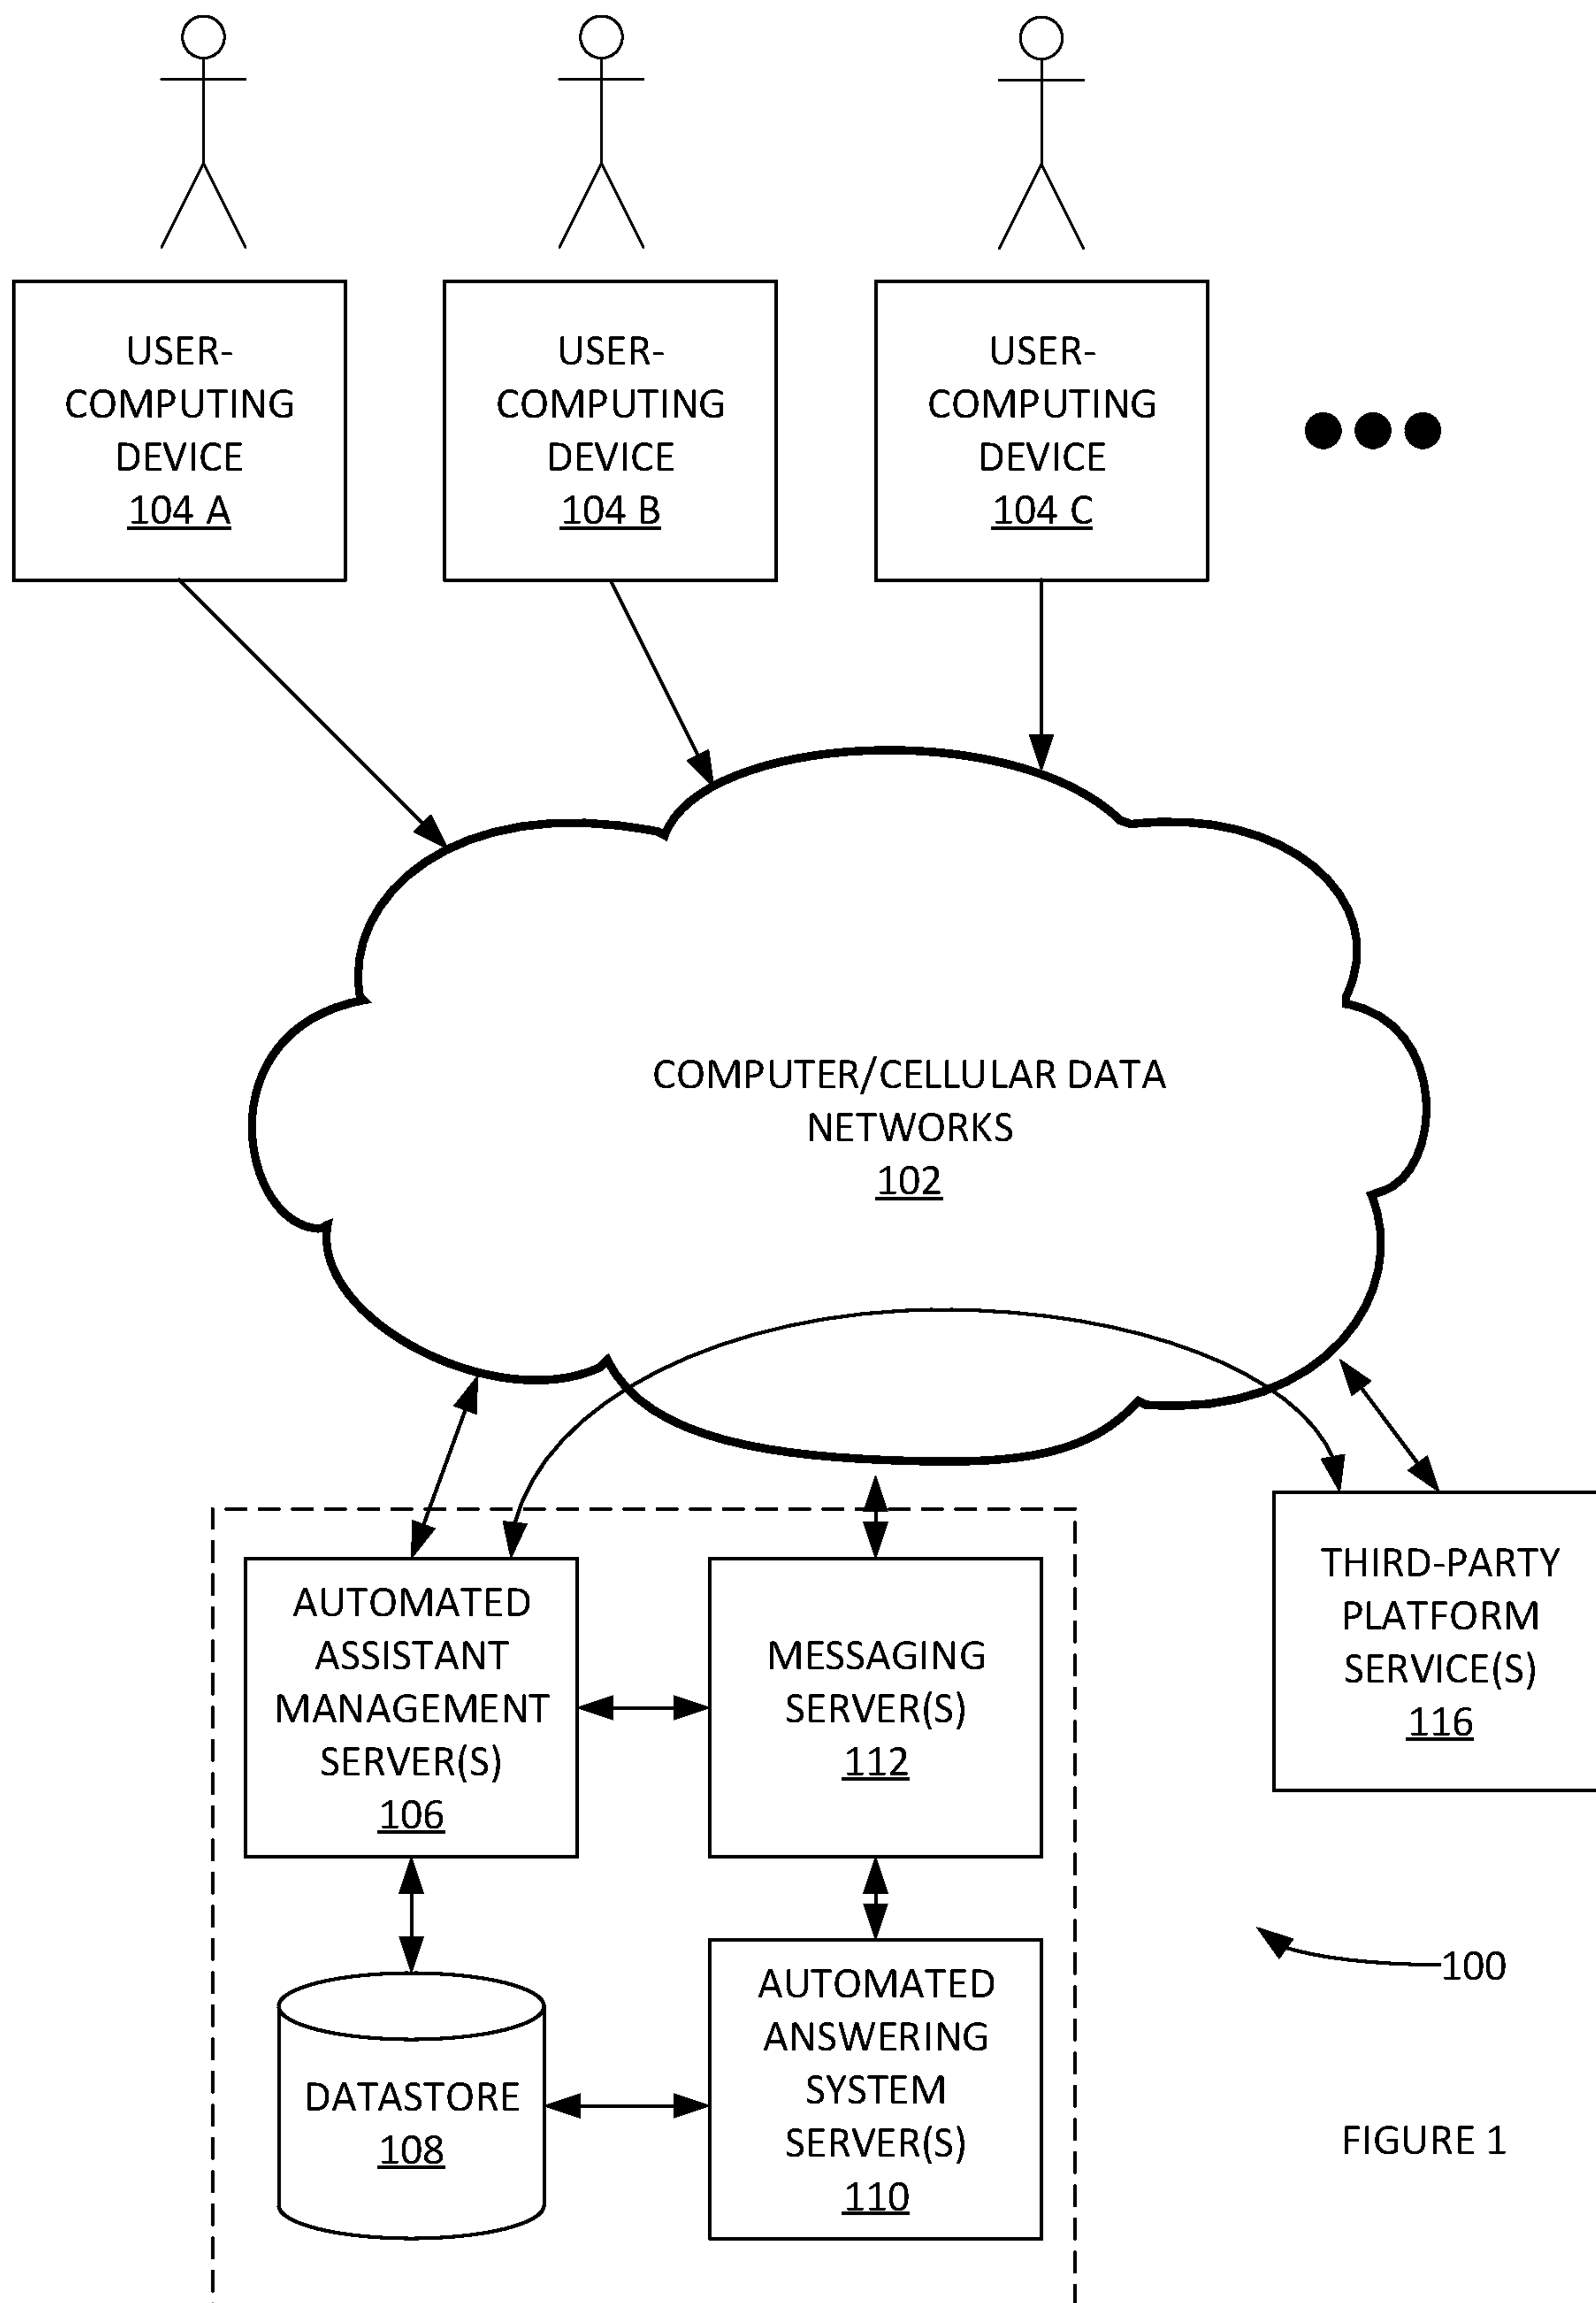 USER-
COMPUTING
DEVICE
104 A
USER-
COMPUTING
DEVICE
104 B
USER-
COMPUTING
DEVICE
104 C
COMPUTER/CELLULAR DATA
NETWORKS
102
AUTOMATED
ASSISTANT
MANAGEMENT
SERVER(S)
106
MESSAGING
SERVER(S)
112
THIRD-PARTY
PLATFORM
SERVICE(S)
116
DATASTORE
108
AUTOMATED
ANSWERING
SYSTEM
SERVER(S)
110
100
FIGURE 1